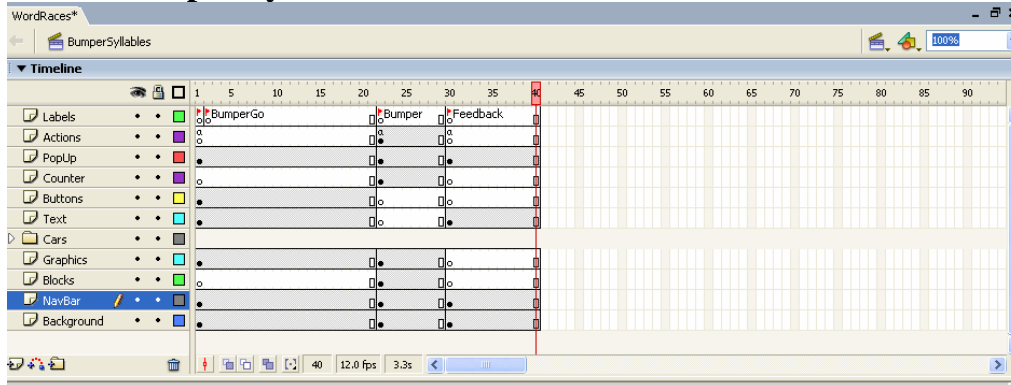 WordRaces*
BumperSyllables 100%
▼ Timeline
1 5 10 15 20 25 30 35 40 45 50 55 60 65 70 75 80 85 90
Labels BumperGo Bumper Feedback
Actions a a a
PopUp
Counter
Buttons
Text
Cars
Graphics
Blocks
NavBar
Background
40 12.0 fps 3.3s